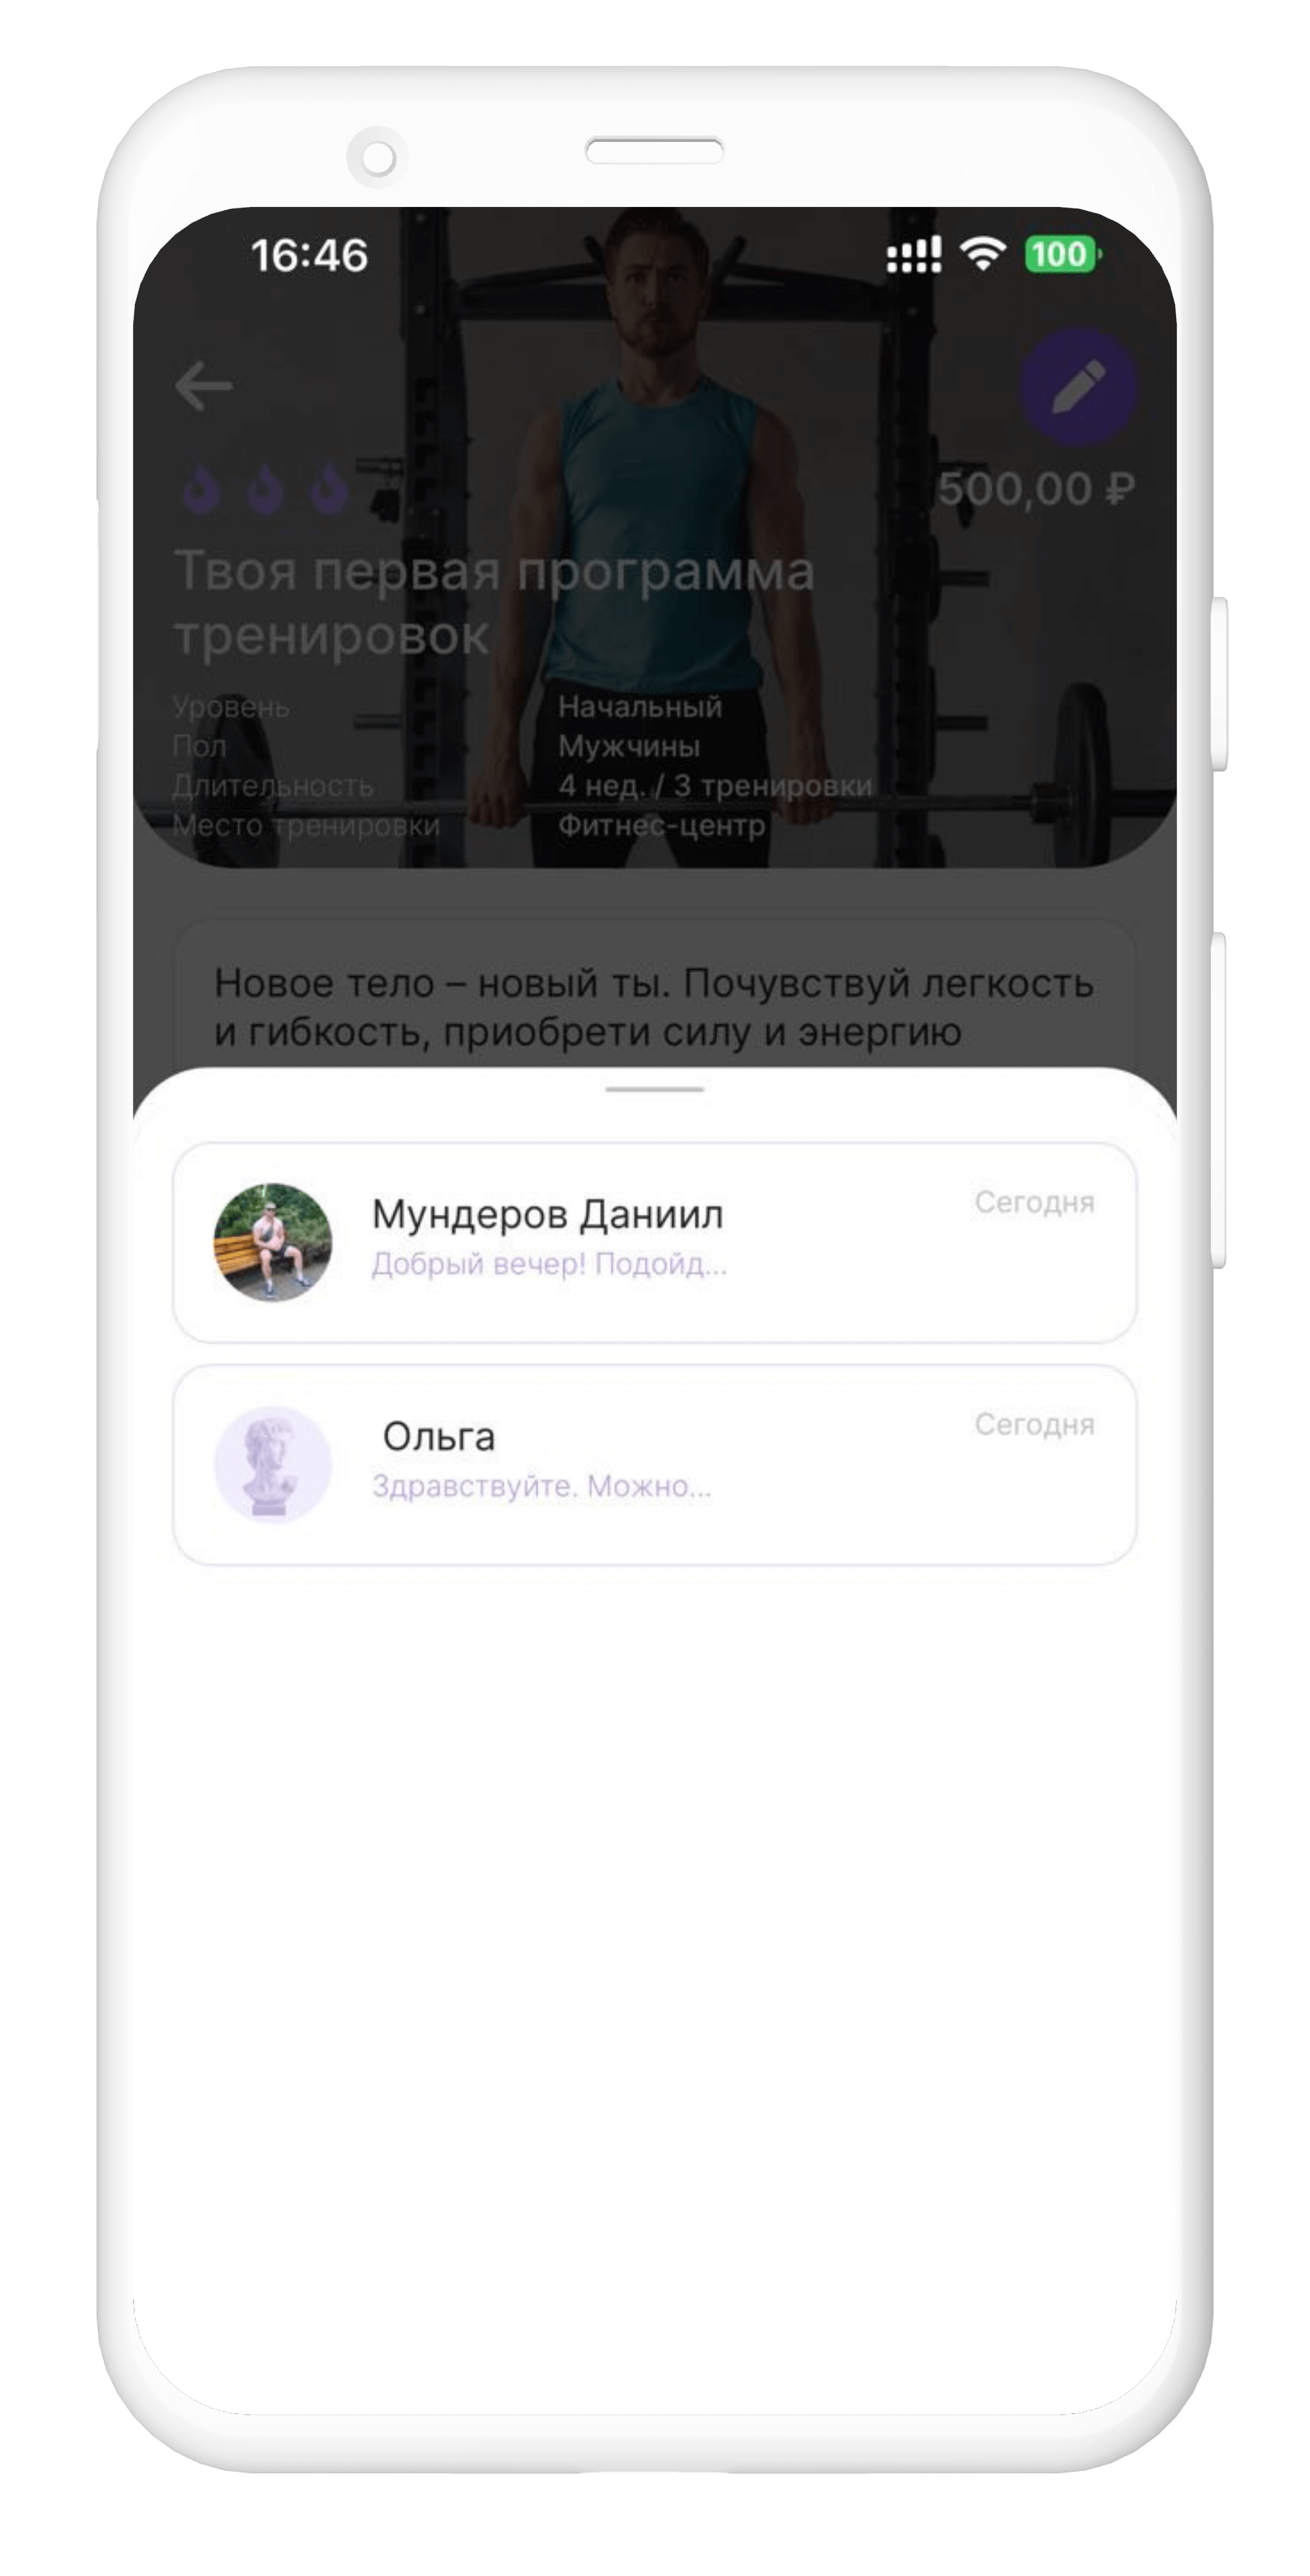 16:46
100
500,00 ₽
Твоя первая программа
тренировок
Уровень Начальный
Пол Мужчины
Длительность 4 нед. / 3 тренировки
Место тренировки Фитнес-центр
Новое тело – новый ты. Почувствуй легкость
и гибкость, приобрети силу и энергию
Мундеров Даниил
Сегодня
Добрый вечер! Подойд...
Ольга
Сегодня
Здравствуйте. Можно...